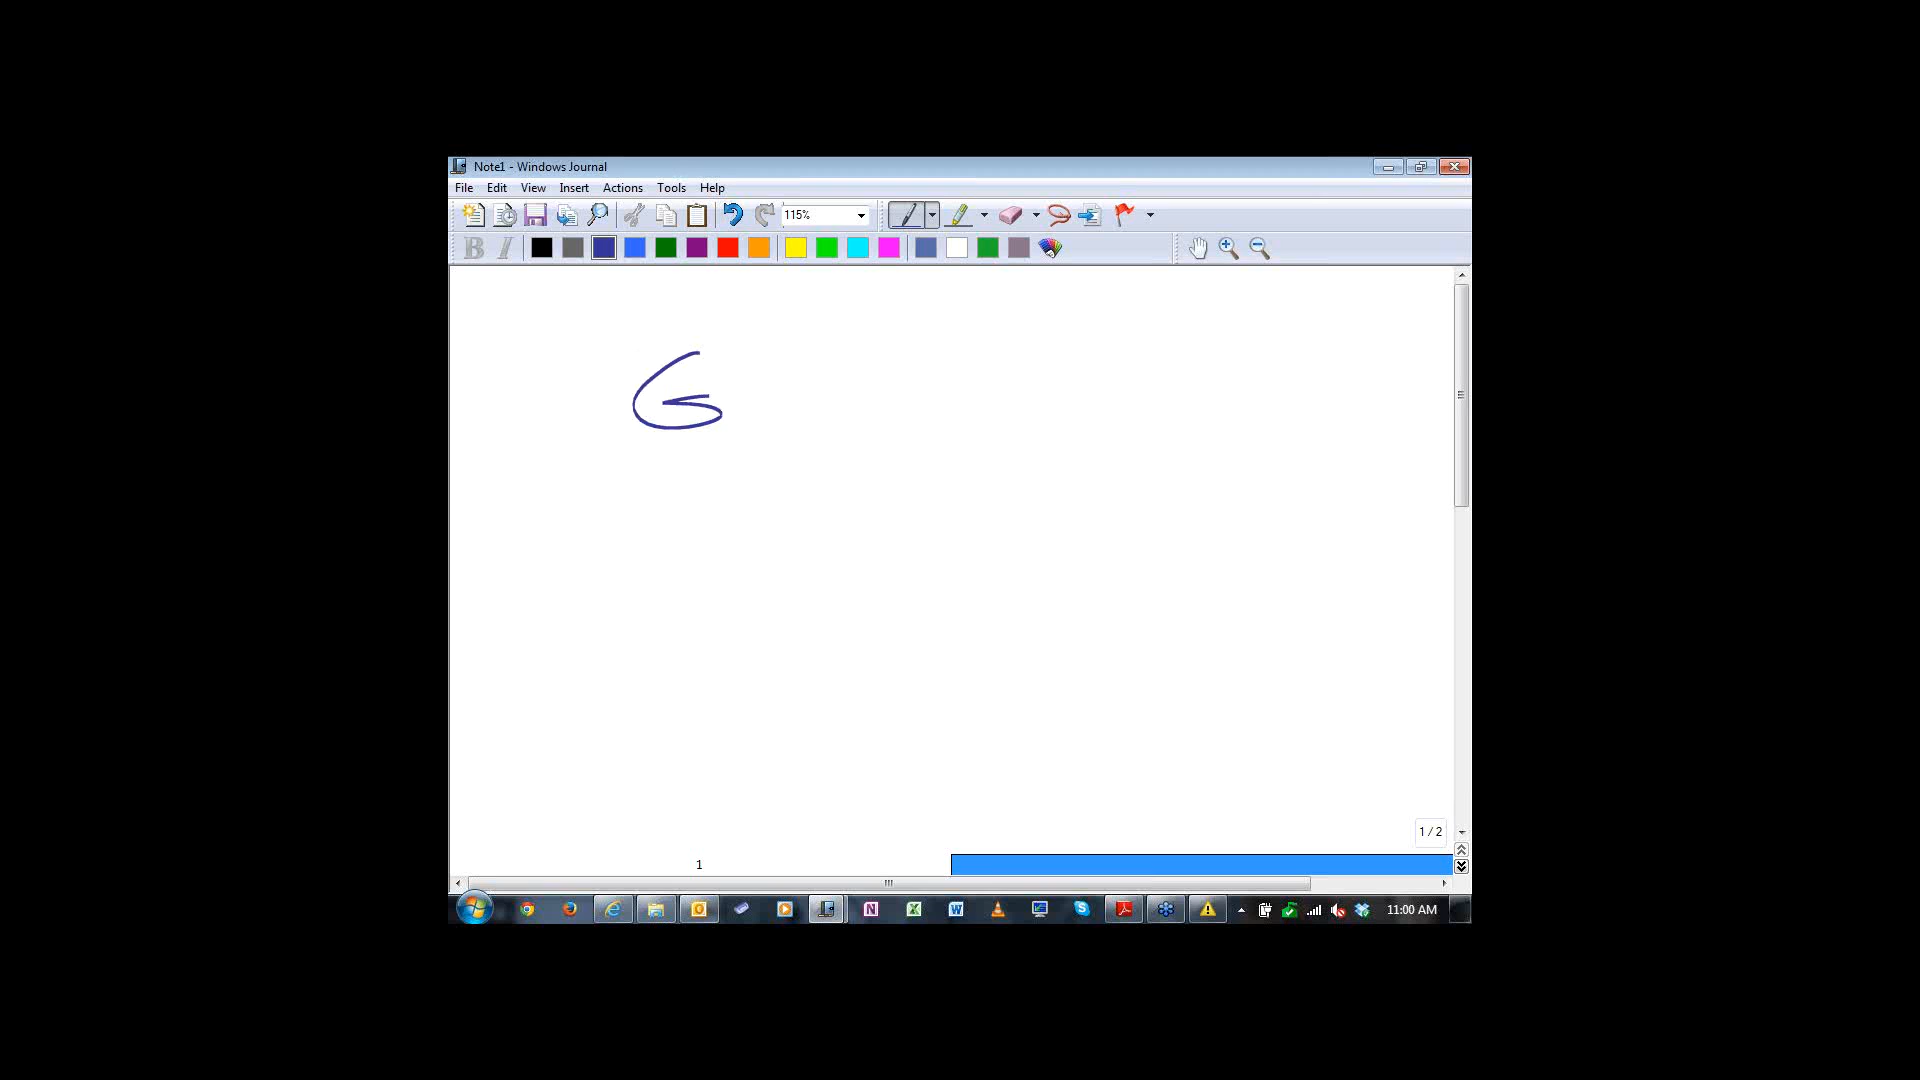 Note1 - Windows Journal
File Edit View Insert Actions Tools Help
115%
B I
G
1 / 2
1
11:00 AM